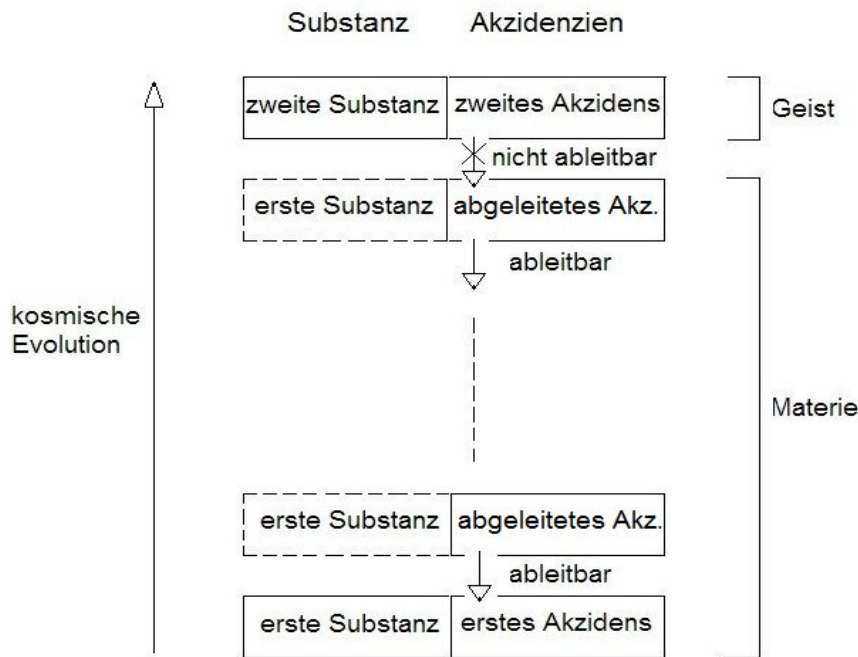 Substanz Akzidenzien
zweite Substanz zweites Akzidens
Geist
nicht ableitbar
erste Substanz abgeleitetes Akz.
ableitbar
kosmische
Evolution
Materie
erste Substanz abgeleitetes Akz.
ableitbar
erste Substanz erstes Akzidens